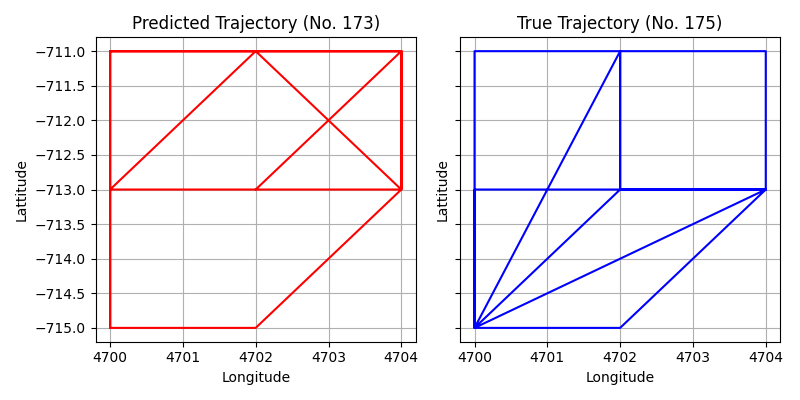 Predicted Trajectory (No. 173)
True Trajectory (No. 175)
−711.0
−711.5
−712.0
−712.5
−713.0
−713.5
−714.0
−714.5
−715.0
Lattitude
Lattitude
4700 4701 4702 4703 4704
4700 4701 4702 4703 4704
Longitude
Longitude